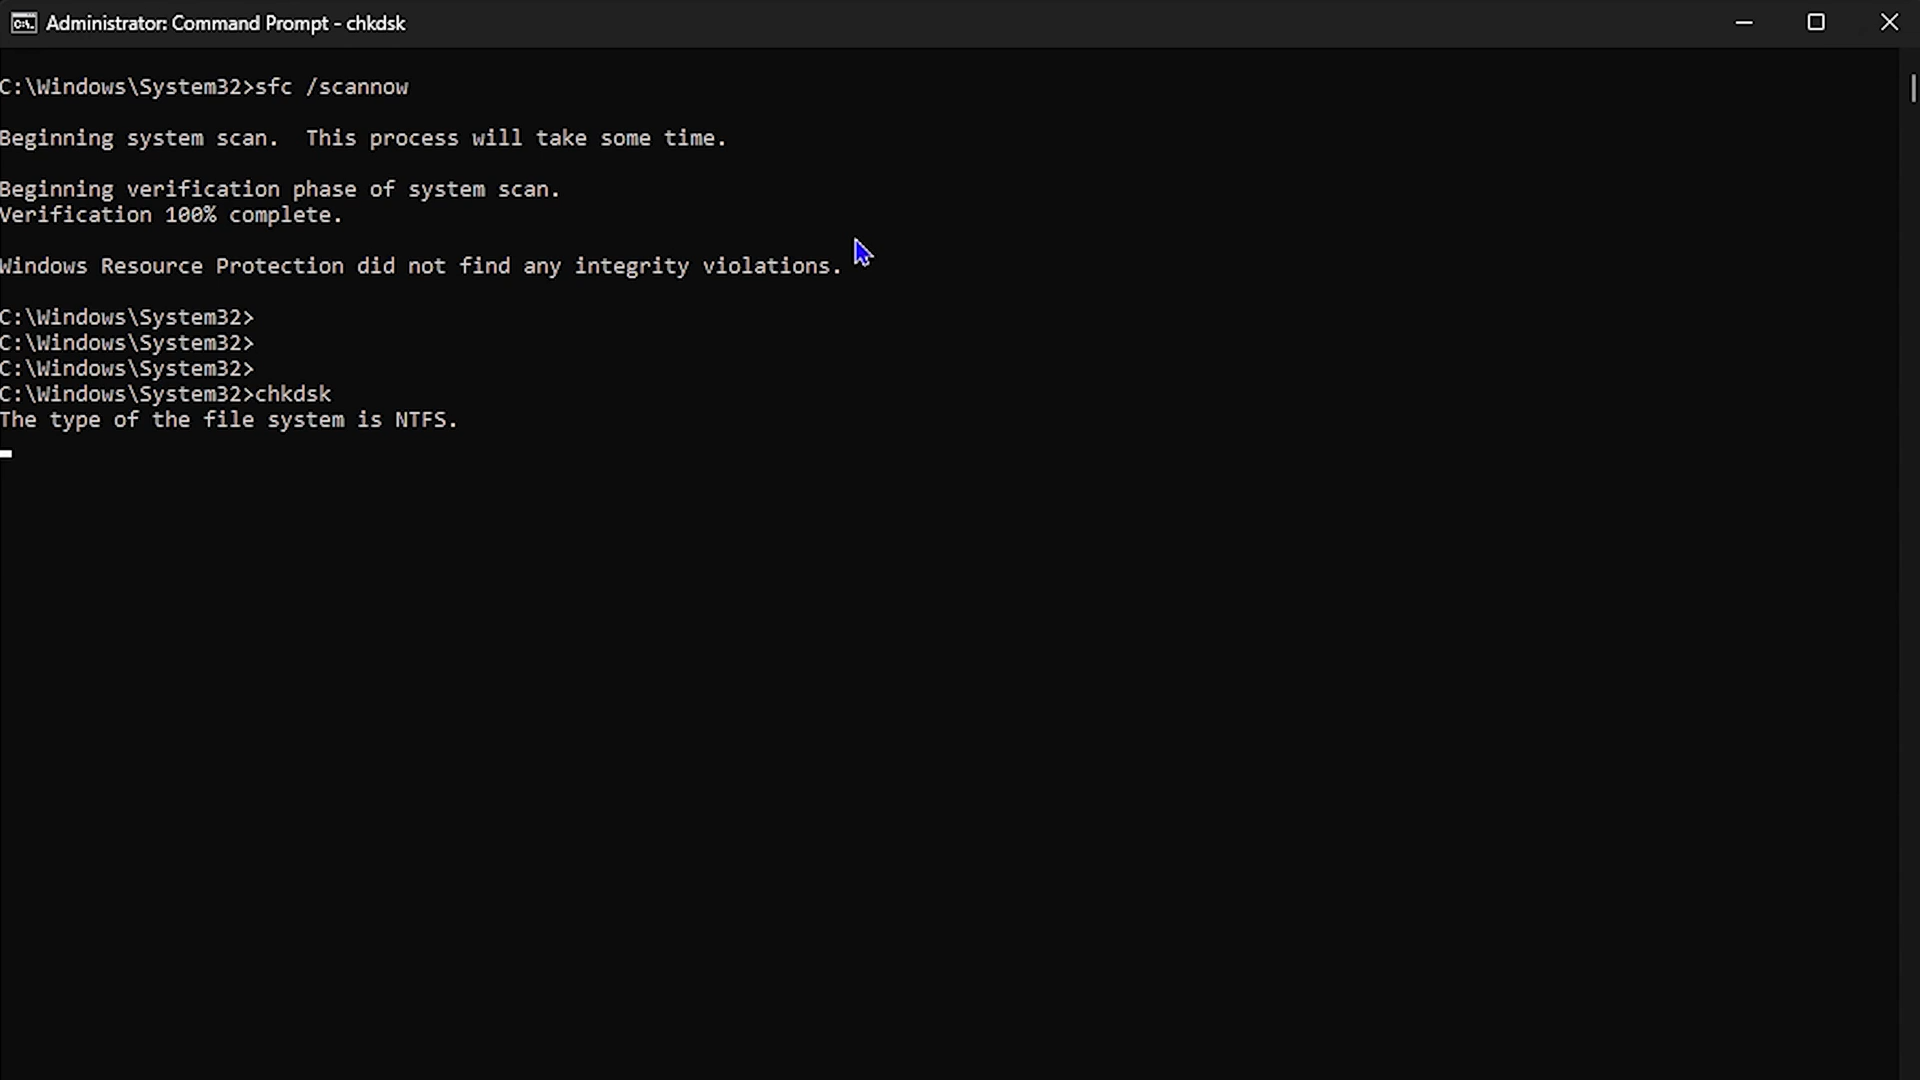 Administrator: Command Prompt - chkdsk
C:\Windows\System32>sfc /scannow
Beginning system scan.  This process will take some time.
Beginning verification phase of system scan.
Verification 100% complete.
Windows Resource Protection did not find any integrity violations.
C:\Windows\System32>
C:\Windows\System32>
C:\Windows\System32>
C:\Windows\System32>chkdsk
The type of the file system is NTFS.